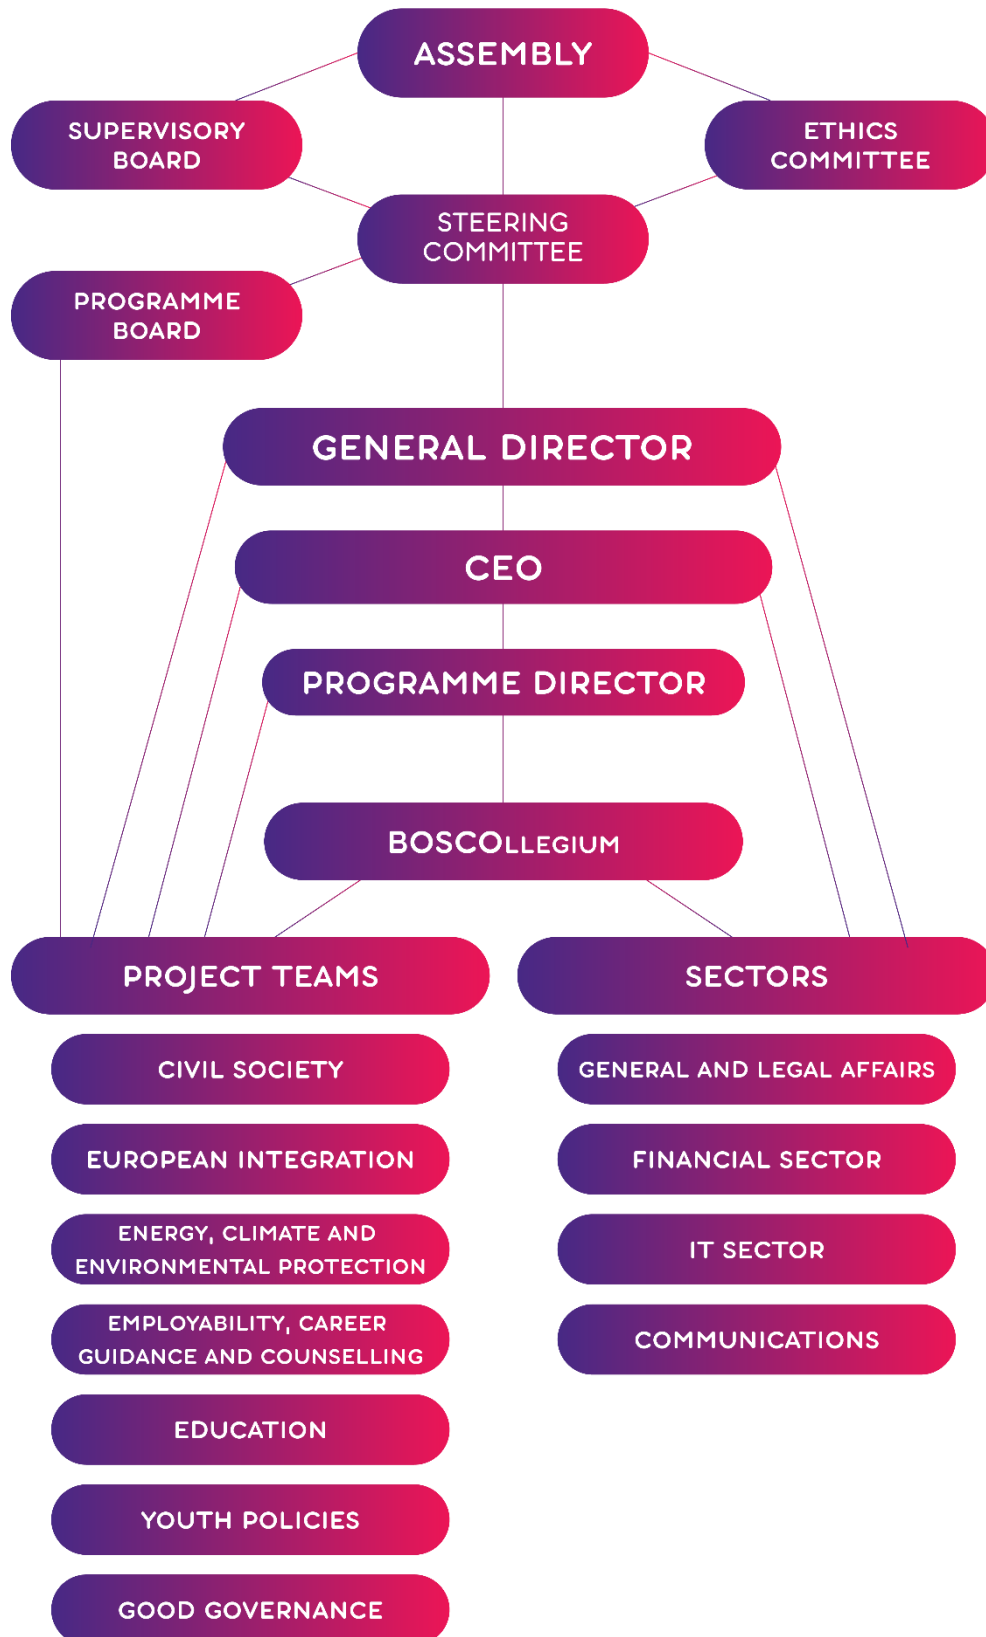 ASSEMBLY
SUPERVISORY
BOARD
ETHICS
COMMITTEE
STEERING
COMMITTEE
PROGRAMME
BOARD
GENERAL DIRECTOR
CEO
PROGRAMME DIRECTOR
BOSCOLLEGIUM
PROJECT TEAMS
CIVIL SOCIETY
EUROPEAN INTEGRATION
ENERGY, CLIMATE AND
ENVIRONMENTAL PROTECTION
EMPLOYABILITY, CAREER
GUIDANCE AND COUNSELLING
EDUCATION
YOUTH POLICIES
GOOD GOVERNANCE
SECTORS
GENERAL AND LEGAL AFFAIRS
FINANCIAL SECTOR
IT SECTOR
COMMUNICATIONS